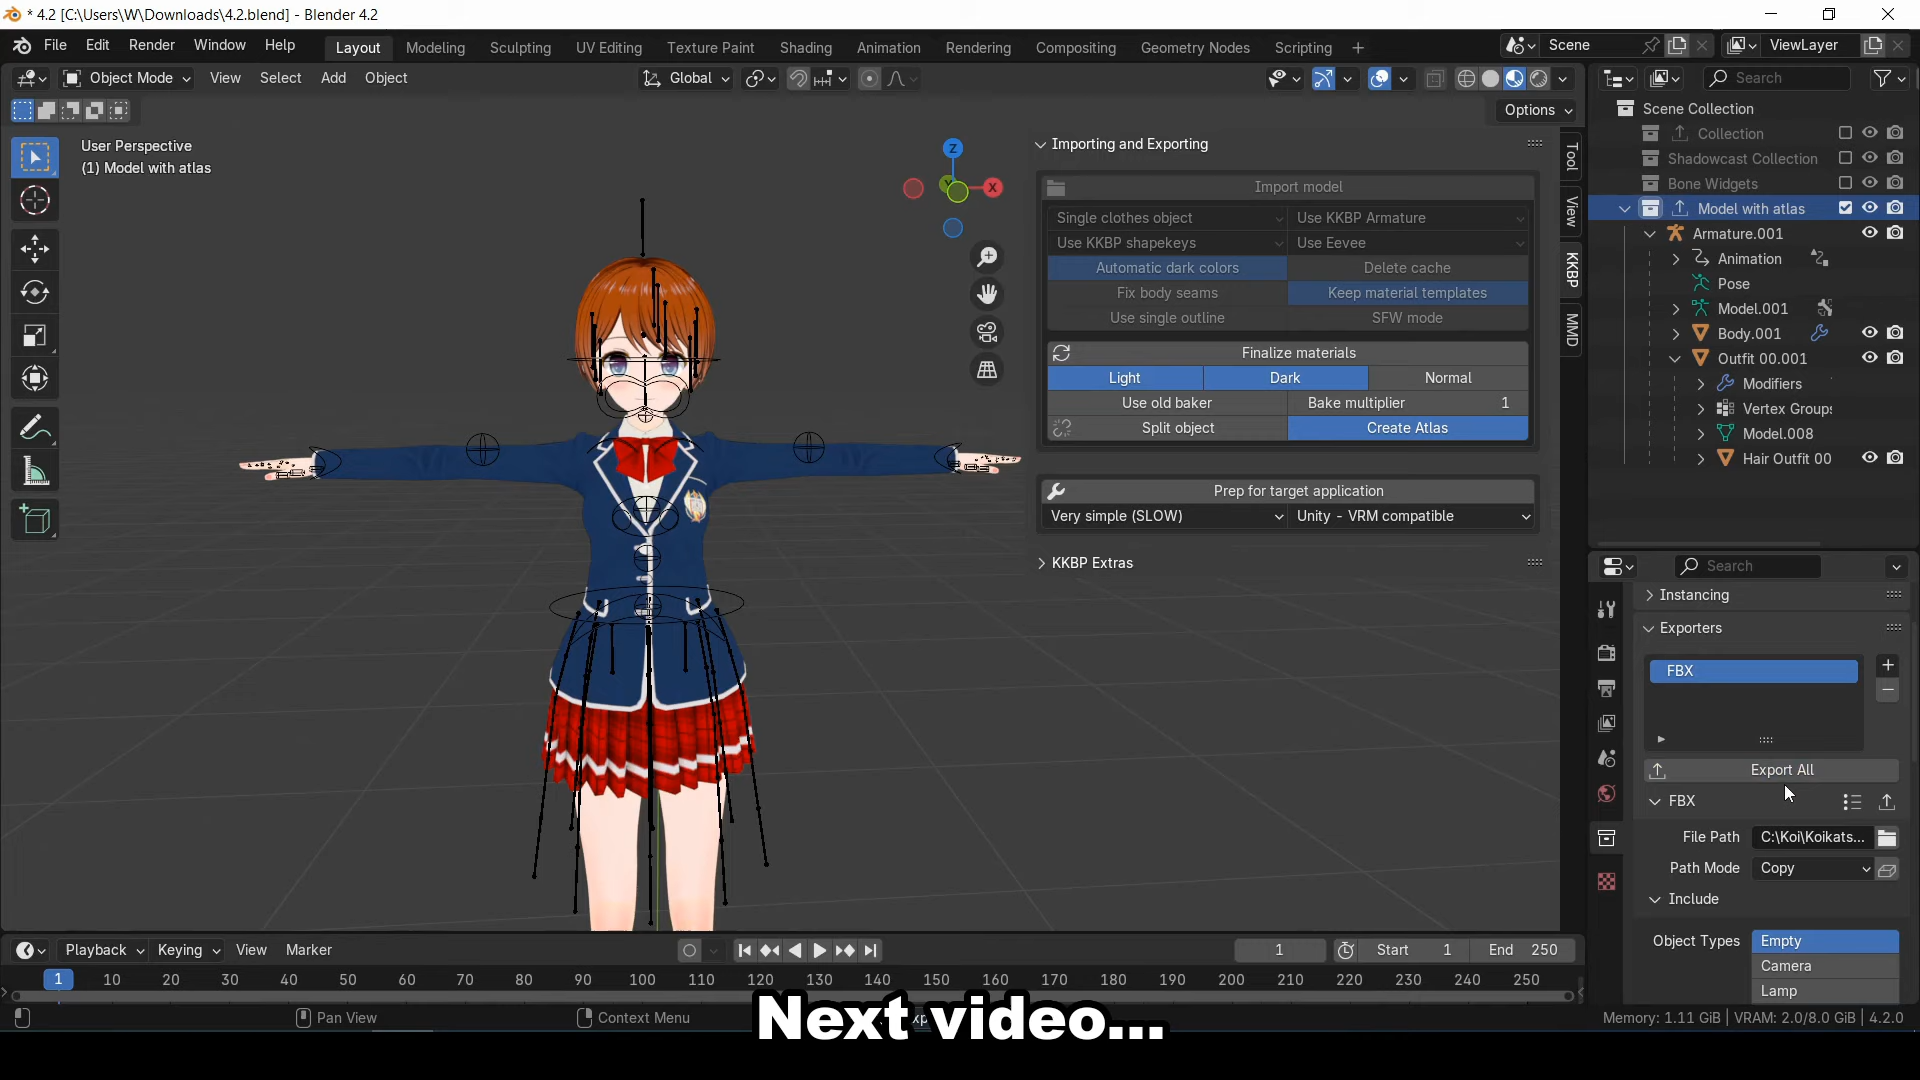 * 4.2 [C:\Users\W\Downloads\4.2.blend] - Blender 4.2
File Edit Render Window Help
Layout Modeling Sculpting UV Editing Texture Paint Shading Animation Rendering Compositing Geometry Nodes Scripting +
Scene
ViewLayer
Object Mode View Select Add Object
Global
Options
User Perspective
(1) Model with atlas
Z
Y
X
Importing and Exporting
Import model
Single clothes object Use KKBP Armature
Use KKBP shapekeys Use Eevee
Automatic dark colors Delete cache
Fix body seams Keep material templates
Use single outline SFW mode
Finalize materials
Light Dark Normal
Use old baker Bake multiplier 1
Split object Create Atlas
Prep for target application
Very simple (SLOW) Unity - VRM compatible
KKBP Extras
Tool
View
KKBP
MMD
Search
Scene Collection
Collection
Shadowcast Collection
Bone Widgets
Model with atlas
Armature.001
Animation
Pose
Model.001
Body.001
Outfit 00.001
Modifiers
Vertex Groups
Model.008
Hair Outfit 00
Search
Instancing
Exporters
FBX
Export All
FBX
File Path C:\Koi\Koikats...
Path Mode Copy
Include
Object Types Empty
Camera
Lamp
Playback Keying View Marker
1
Start 1
End 250
1 10 20 30 40 50 60 70 80 90 100 110 120 130 140 150 160 170 180 190 200 210 220 230 240 250
Pan View
Context Menu
Next video...
Memory: 1.11 GiB | VRAM: 2.0/8.0 GiB | 4.2.0